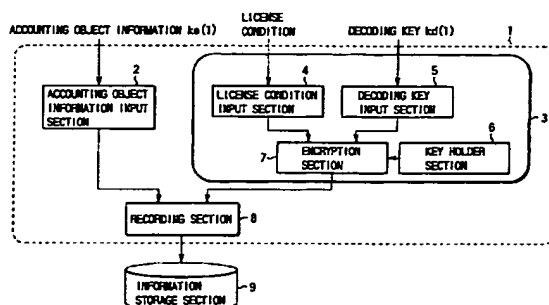 ACCOUNTING OBJECT INFORMATION ke(1)
LICENSE
CONDITION
DECODING KEY kd(1)
1
2
ACCOUNTING OBJECT
INFORMATION INPUT
SECTION
4
LICENSE CONDITION
INPUT SECTION
5
DECODING KEY
INPUT SECTION
3
6
7
ENCRYPTION
SECTION
KEY HOLDER
SECTION
RECORDING SECTION
8
INFORMATION
STORAGE SECTION
9